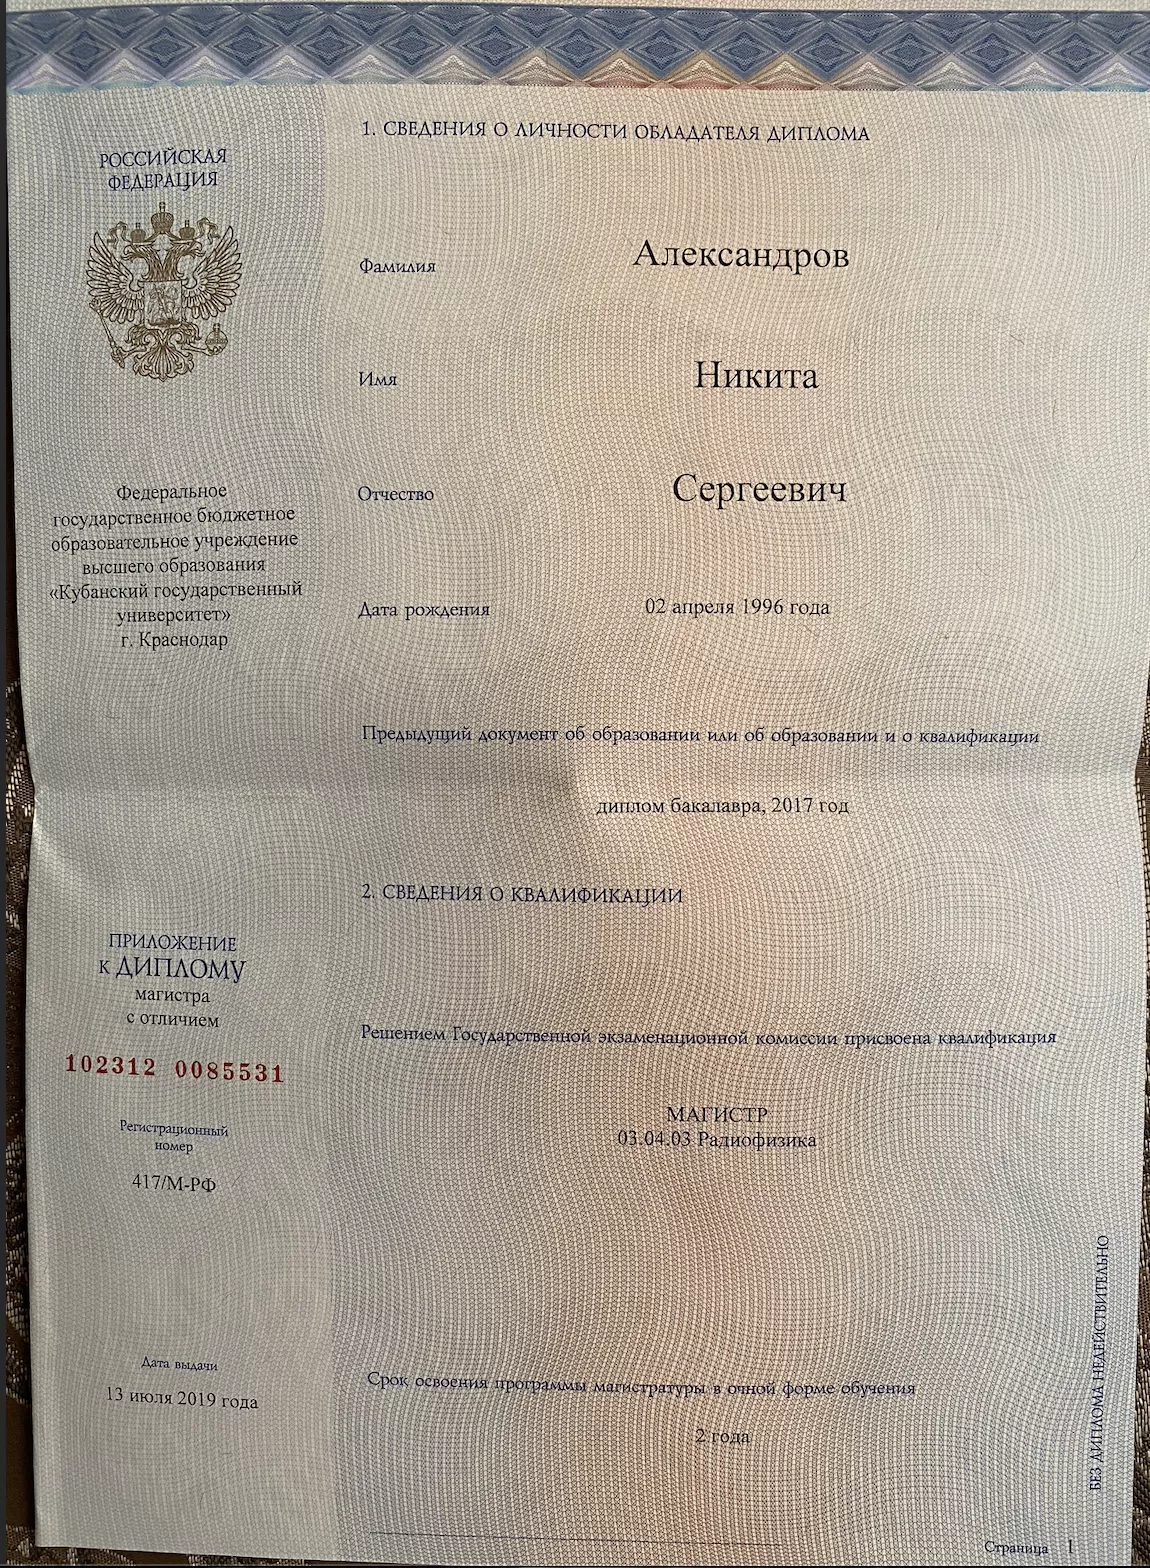 РОССИЙСКАЯ
ФЕДЕРАЦИЯ
Федеральное
государственное бюджетное
образовательное учреждение
высшего образования
«Кубанский государственный
университет»
г. Краснодар
ПРИЛОЖЕНИЕ
к ДИПЛОМУ
магистра
с отличием
102312 0085531
Регистрационный
номер
417/М-РФ
Дата выдачи
13 июля 2019 года
1. СВЕДЕНИЯ О ЛИЧНОСТИ ОБЛАДАТЕЛЯ ДИПЛОМА
Фамилия Александров
Имя Никита
Отчество Сергеевич
Дата рождения 02 апреля 1996 года
Предыдущий документ об образовании или об образовании и о квалификации
диплом бакалавра, 2017 год
2. СВЕДЕНИЯ О КВАЛИФИКАЦИИ
Решением Государственной экзаменационной комиссии присвоена квалификация
МАГИСТР
03.04.03 Радиофизика
Срок освоения программы магистратуры в очной форме обучения
2 года
БЕЗ ДИПЛОМА НЕДЕЙСТВИТЕЛЬНО
Страница 1